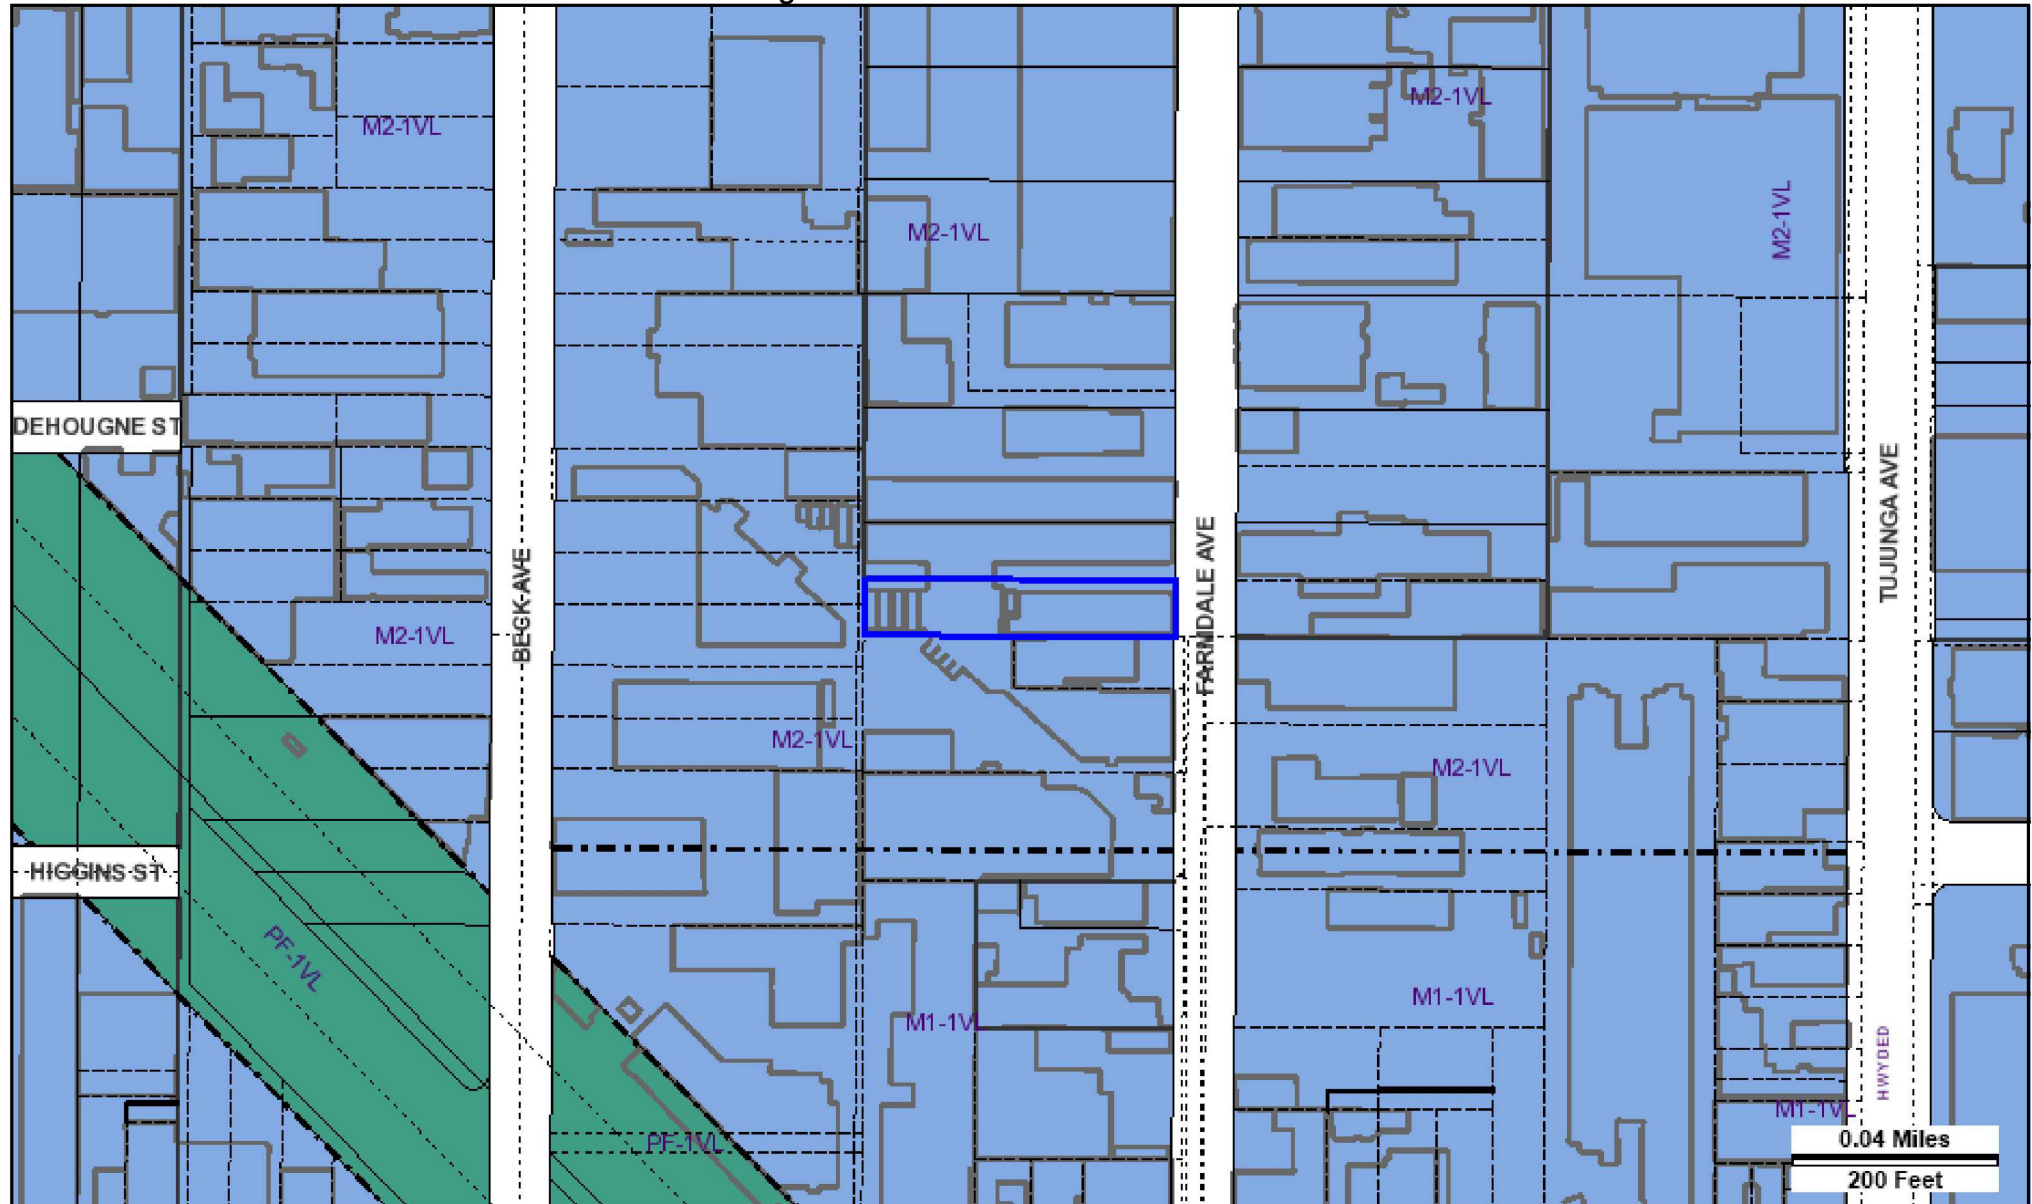 M2-1VL
M2-1VL
M2-1VL
M2-1VL
DEHOUGNE ST
TUJUNGA AVE
BECK AVE
FARMDALE AVE
M2-1VL
M2-1VL
M2-1VL
HIGGINS ST
PF-1VL
M1-1VL
M1-1VL
HWYDED
M1-1VL
PF-1VL
0.04 Miles
200 Feet